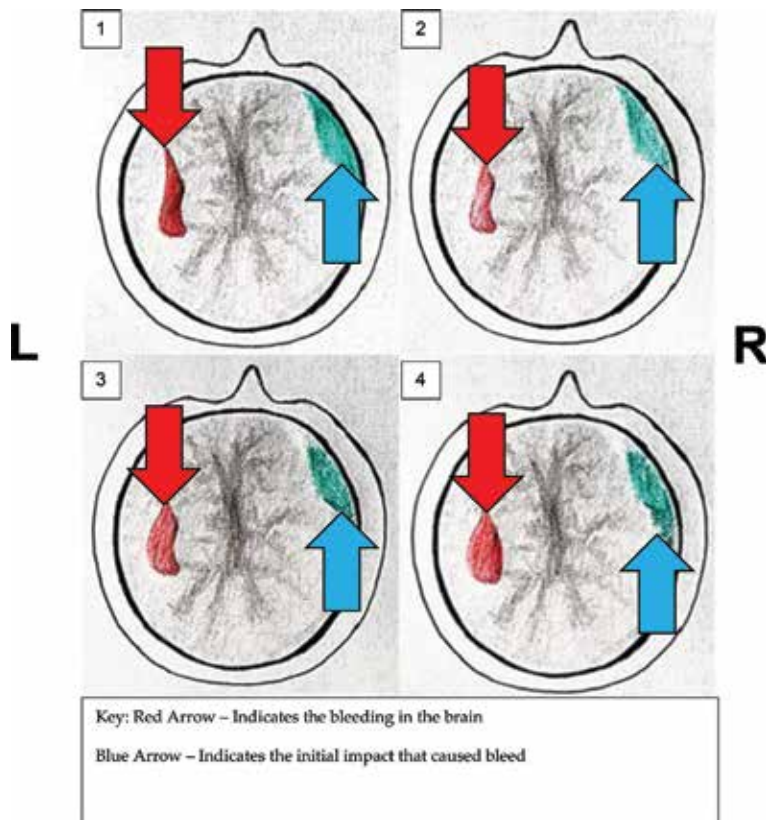 1
2
L
R
3
4
Key: Red Arrow – Indicates the bleeding in the brain
Blue Arrow – Indicates the initial impact that caused bleed